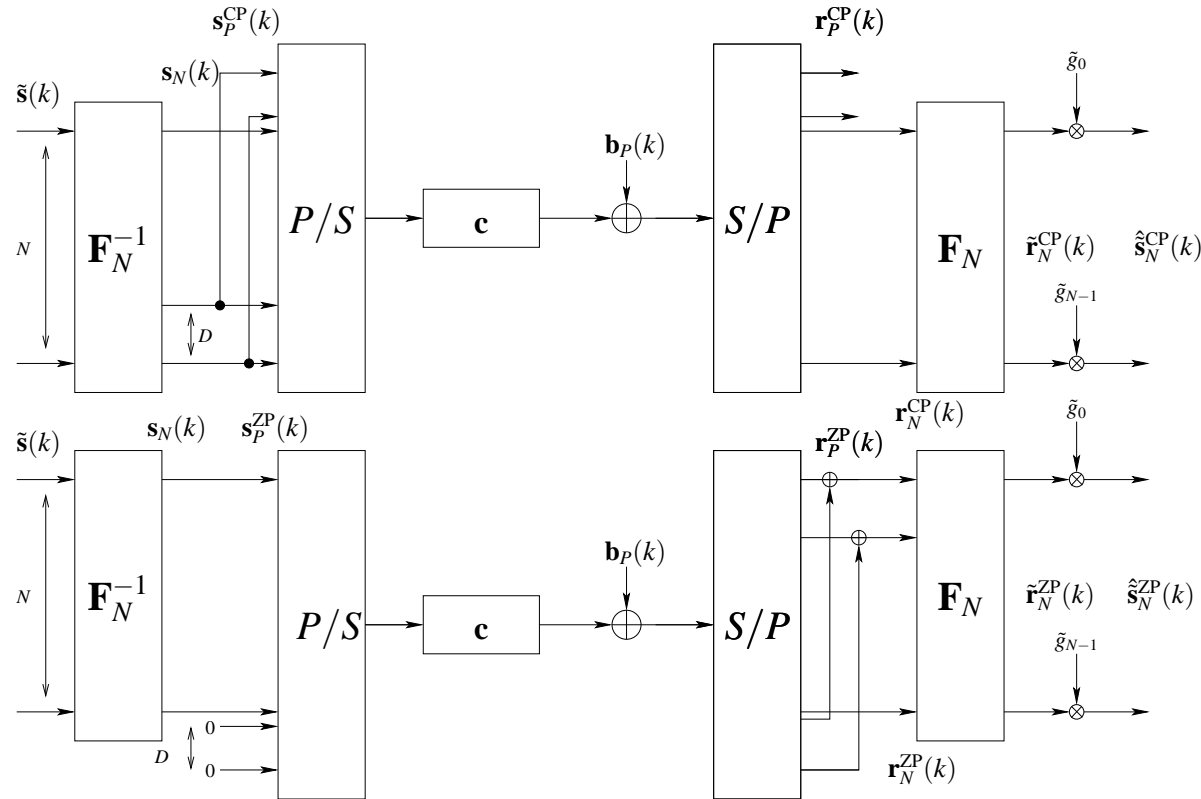 𝐬_P^CP(k)
𝐫_P^CP(k)
𝐬_N(k)
g̃_0
𝐬̃(k)
𝐛_P(k)
N
𝐅_N^{-1}
P/S
𝐜
S/P
𝐅_N
𝐫̃_N^CP(k)
𝐬̃̂_N^CP(k)
g̃_{N-1}
D
𝐫_N^CP(k)
g̃_0
𝐬̃(k)
𝐬_N(k)
𝐬_P^ZP(k)
𝐫_P^ZP(k)
𝐛_P(k)
N
𝐅_N^{-1}
P/S
𝐜
S/P
𝐅_N
𝐫̃_N^ZP(k)
𝐬̃̂_N^ZP(k)
g̃_{N-1}
0
D
0
𝐫_N^ZP(k)